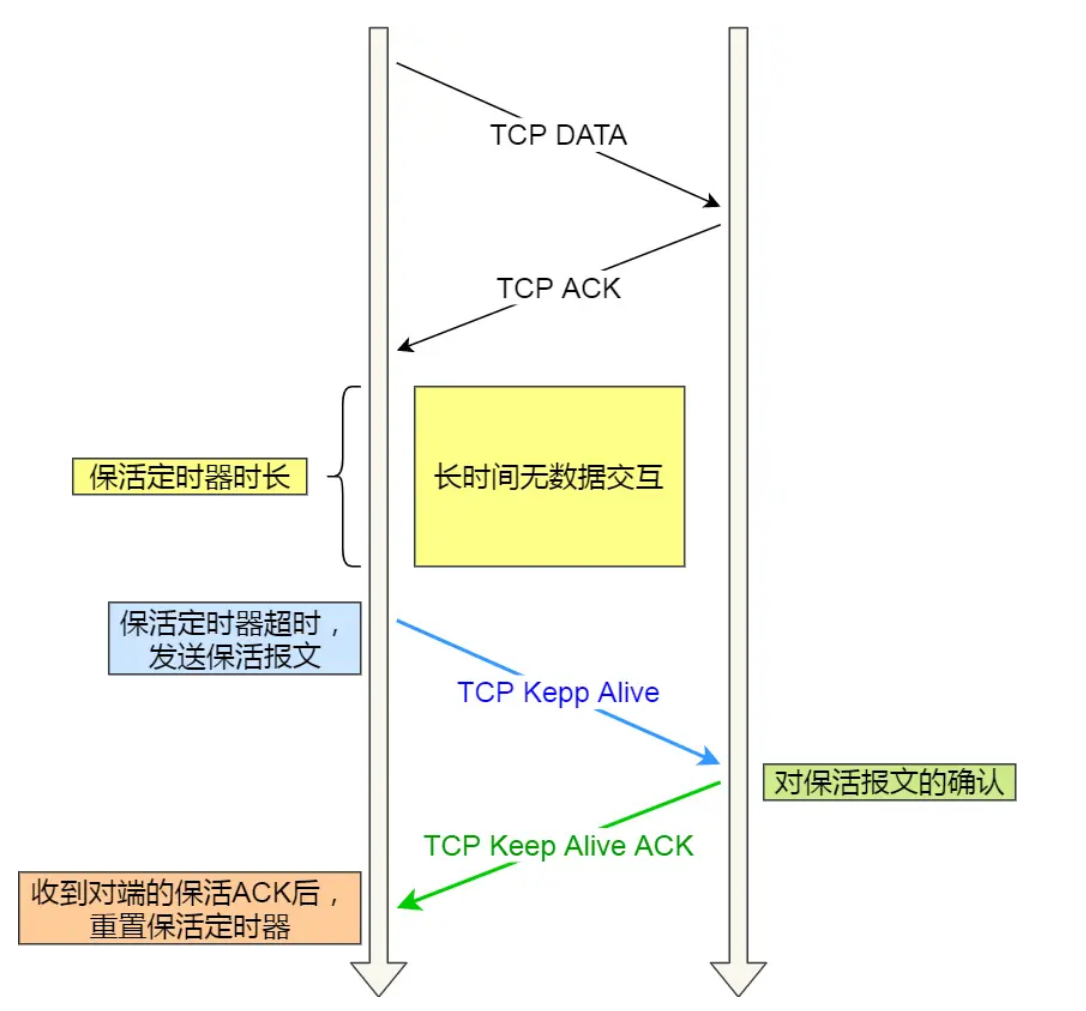 TCP DATA
TCP ACK
保活定时器时长
长时间无数据交互
保活定时器超时，
发送保活报文
TCP Kepp Alive
对保活报文的确认
TCP Keep Alive ACK
收到对端的保活ACK后，
重置保活定时器